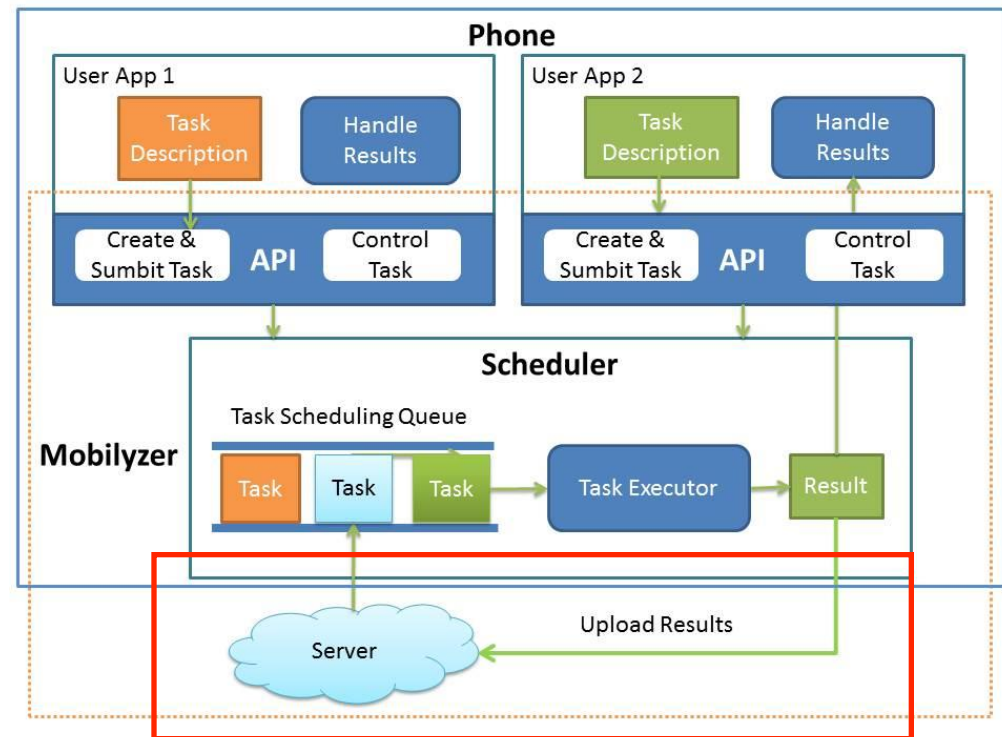 Phone
User App 1
Task
Description
Handle
Results
Create &
Sumbit Task
API
Control
Task
User App 2
Task
Description
Handle
Results
Create &
Sumbit Task
API
Control
Task
Scheduler
Task Scheduling Queue
Mobilyzer
Task
Task
Task
Task Executor
Result
Server
Upload Results